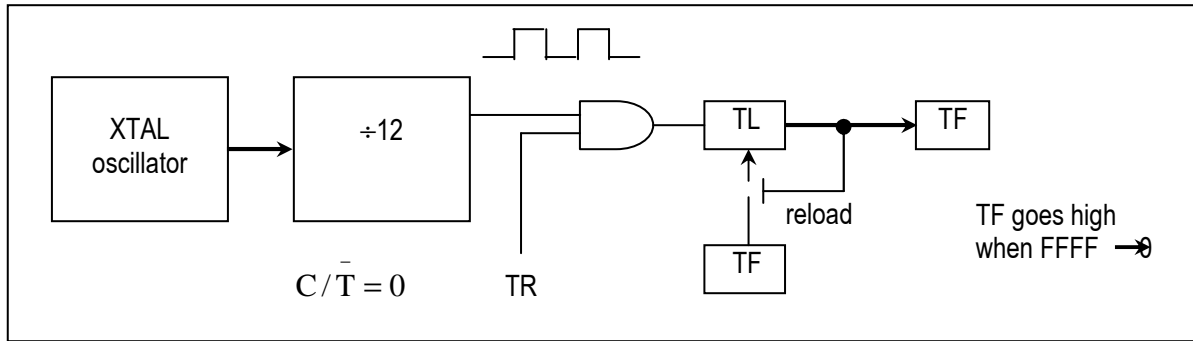 XTAL
oscillator
÷12
TL
TF
reload
TF
TR
C / T̄ = 0
TF goes high
when FFFF → 0